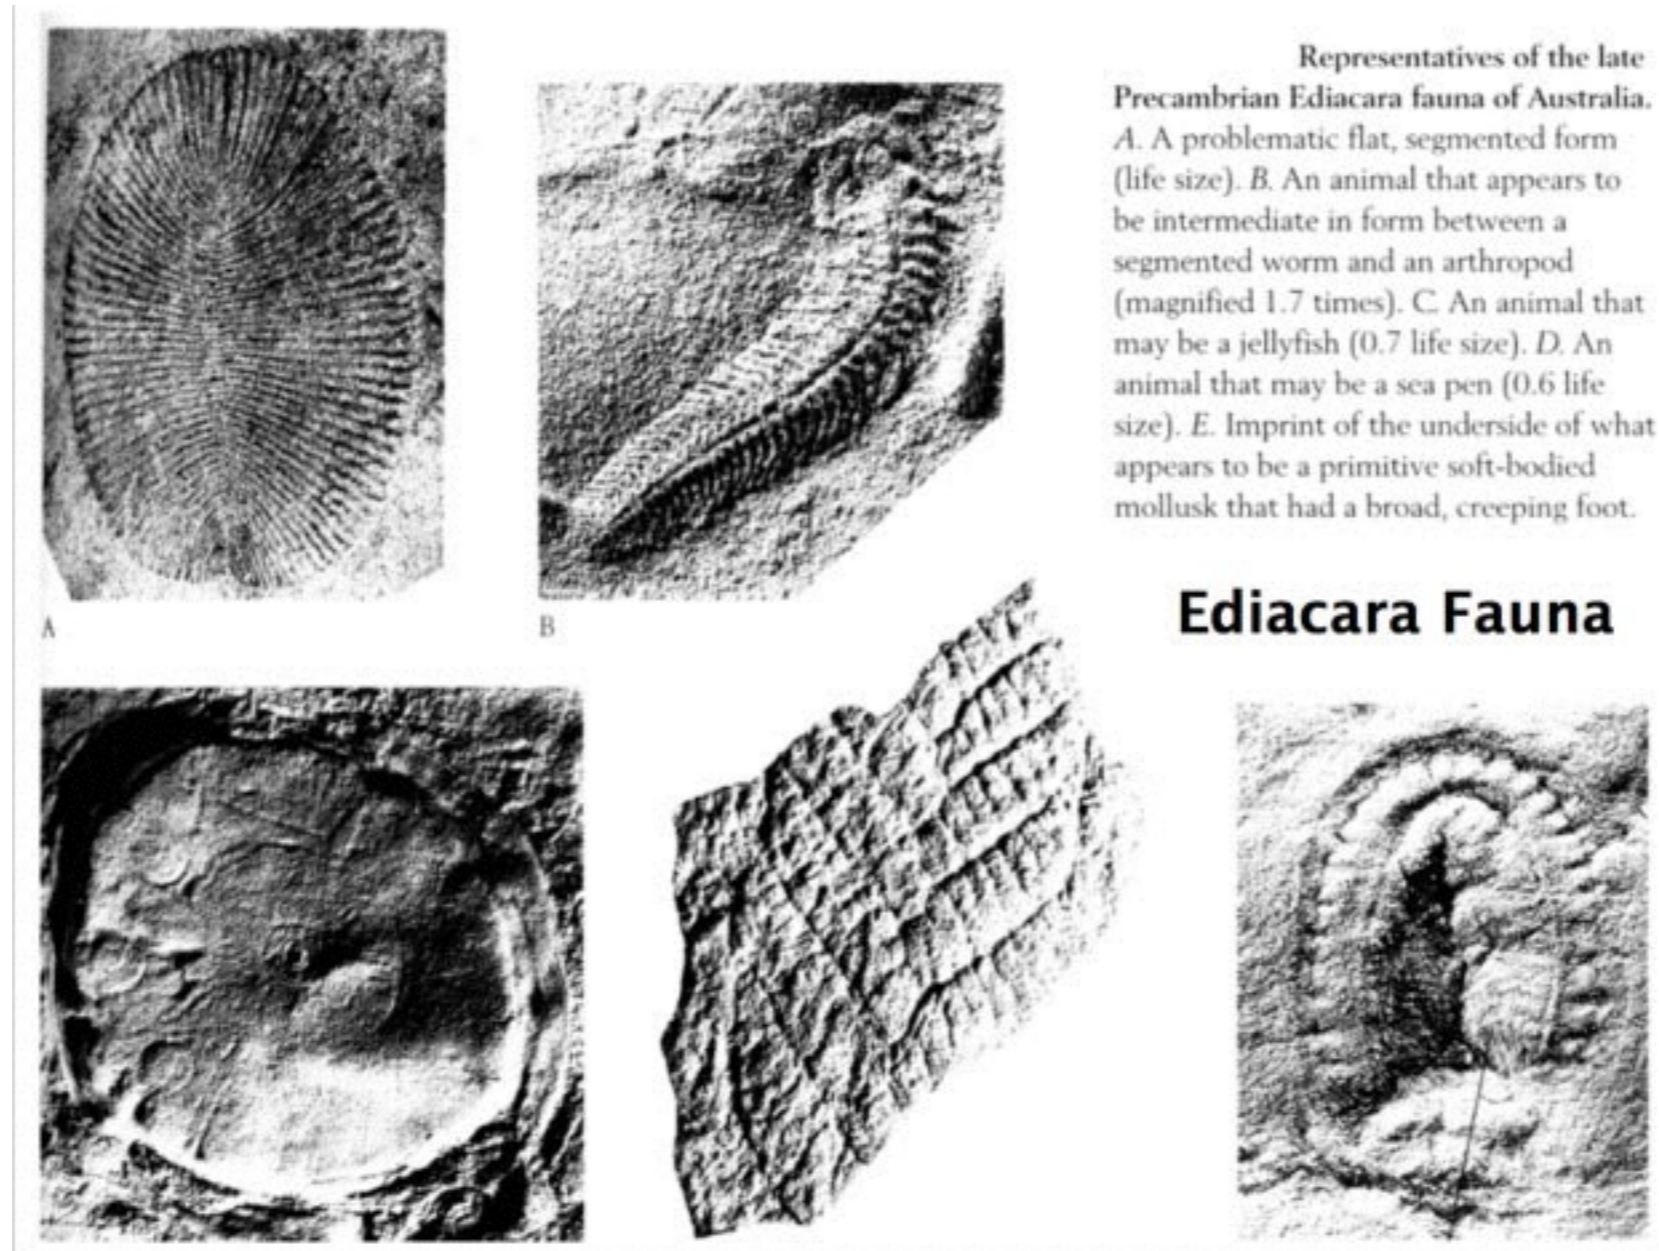 Representatives of the late
Precambrian Ediacara fauna of Australia.
A. A problematic flat, segmented form
(life size). B. An animal that appears to
be intermediate in form between a
segmented worm and an arthropod
(magnified 1.7 times). C. An animal that
may be a jellyfish (0.7 life size). D. An
animal that may be a sea pen (0.6 life
size). E. Imprint of the underside of what
appears to be a primitive soft-bodied
mollusk that had a broad, creeping foot.
A
B
Ediacara Fauna